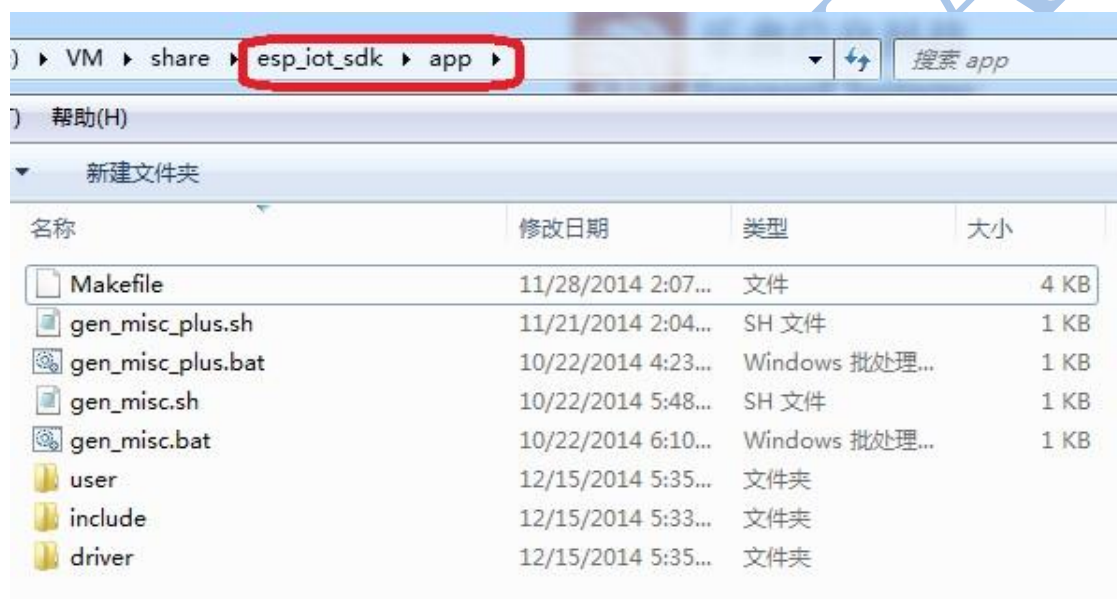 ) ▸ VM ▸ share ▸ esp_iot_sdk ▸ app ▸ 搜索 app
) 帮助(H)
新建文件夹
名称 修改日期 类型 大小
Makefile 11/28/2014 2:07... 文件 4 KB
gen_misc_plus.sh 11/21/2014 2:04... SH 文件 1 KB
gen_misc_plus.bat 10/22/2014 4:23... Windows 批处理... 1 KB
gen_misc.sh 10/22/2014 5:48... SH 文件 1 KB
gen_misc.bat 10/22/2014 6:10... Windows 批处理... 1 KB
user 12/15/2014 5:35... 文件夹
include 12/15/2014 5:33... 文件夹
driver 12/15/2014 5:35... 文件夹